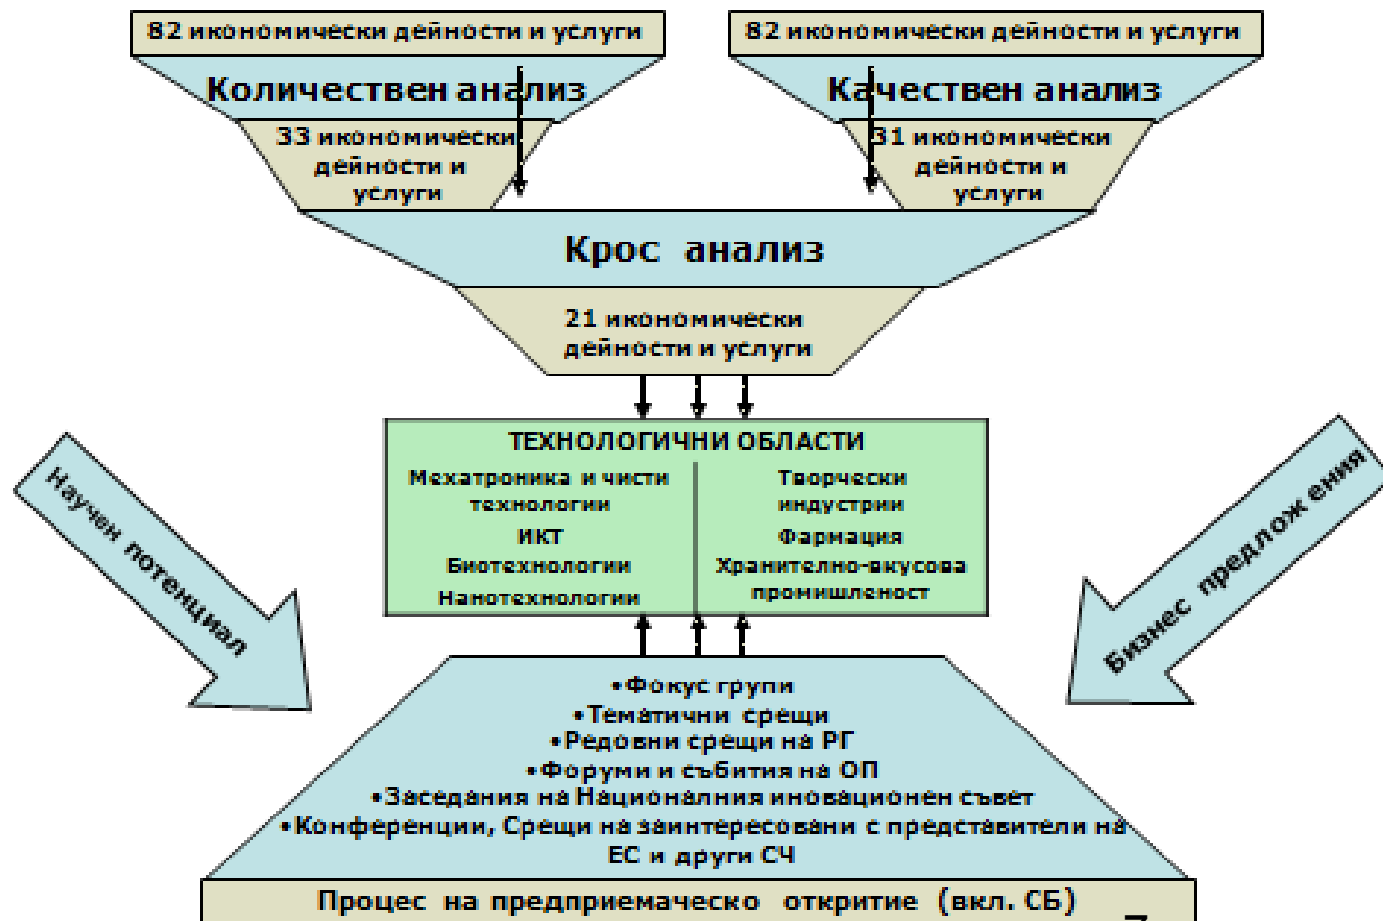 82 икономически дейности и услуги
82 икономически дейности и услуги
Количествен анализ
Качествен анализ
33 икономически
дейности и
услуги
31 икономически
дейности и
услуги
Крос анализ
21 икономически
дейности и услуги
ТЕХНОЛОГИЧНИ ОБЛАСТИ
Мехатроника и чисти
технологии
ИКТ
Биотехнологии
Нанотехнологии
Творчески
индустрии
Фармация
Хранително-вкусова
промишленост
Научен потенциал
Бизнес предложения
•Фокус групи
•Тематични срещи
•Редовни срещи на РГ
•Форуми и събития на ОП
•Заседания на Националния иновационен съвет
•Конференции, Срещи на заинтересовани с представители на
ЕС и други СЧ
Процес на предприемаческо откритие (вкл. СБ)